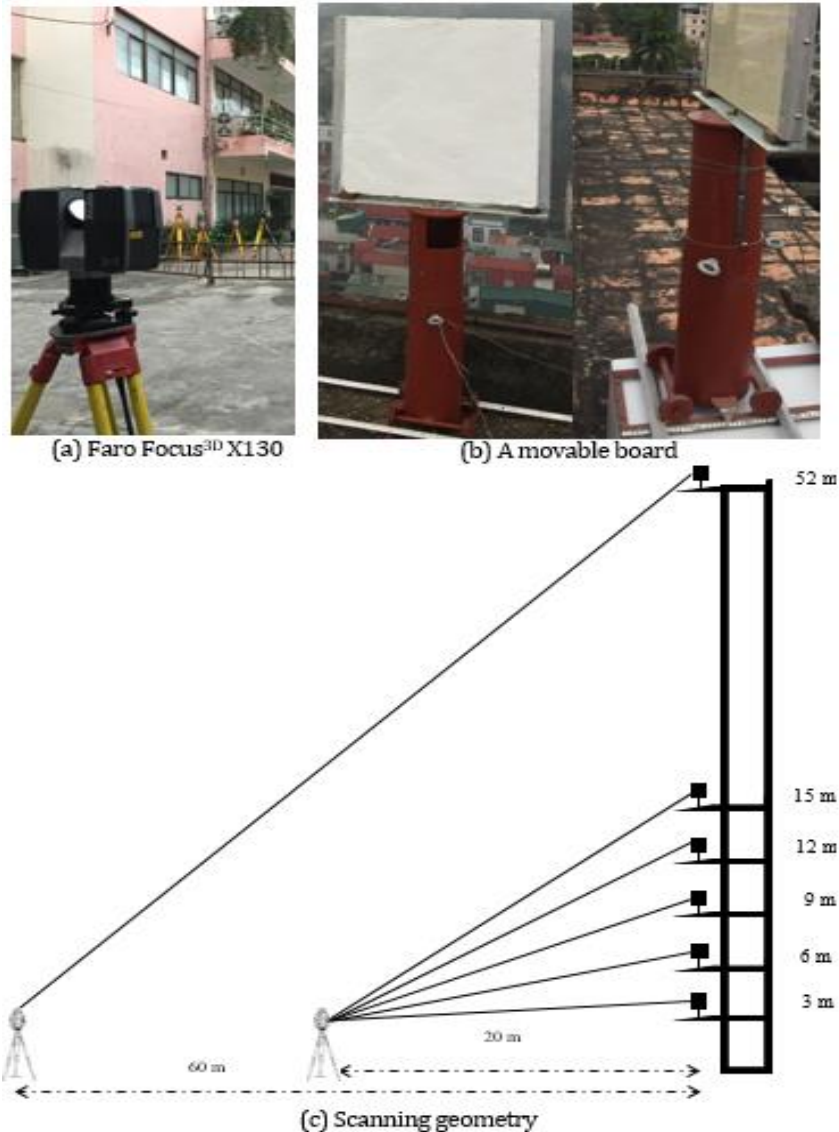 (a) Faro Focus³ᴰ X130
(b) A movable board
52 m
15 m
12 m
9 m
6 m
3 m
20 m
60 m
(c) Scanning geometry